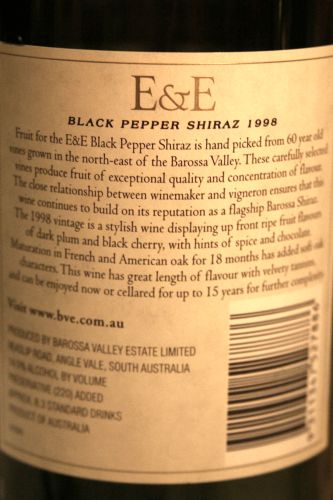 E&E
BLACK PEPPER SHIRAZ 1998
Fruit for the E&E Black Pepper Shiraz is hand picked from 60 year old
vines grown in the north-east of the Barossa Valley. These carefully selected
vines produce fruit of exceptional quality and concentration of flavour.
The close relationship between winemaker and vigneron ensures that this
wine continues to build on its reputation as a flagship Barossa Shiraz.
The 1998 vintage is a stylish wine displaying up front ripe fruit flavours
of dark plum and black cherry, with hints of spice and chocolate.
Maturation in French and American oak for 18 months has added soft oak
characters. This wine has great length of flavour with velvety tannins,
and can be enjoyed now or cellared for up to 15 years for further complexity.
Visit www.bve.com.au
PRODUCED BY BAROSSA VALLEY ESTATE LIMITED
HEASLIP ROAD, ANGLE VALE, SOUTH AUSTRALIA
ALCOHOL BY VOLUME
PRESERVATIVE (220) ADDED
APPROX. 8.3 STANDARD DRINKS
PRODUCT OF AUSTRALIA